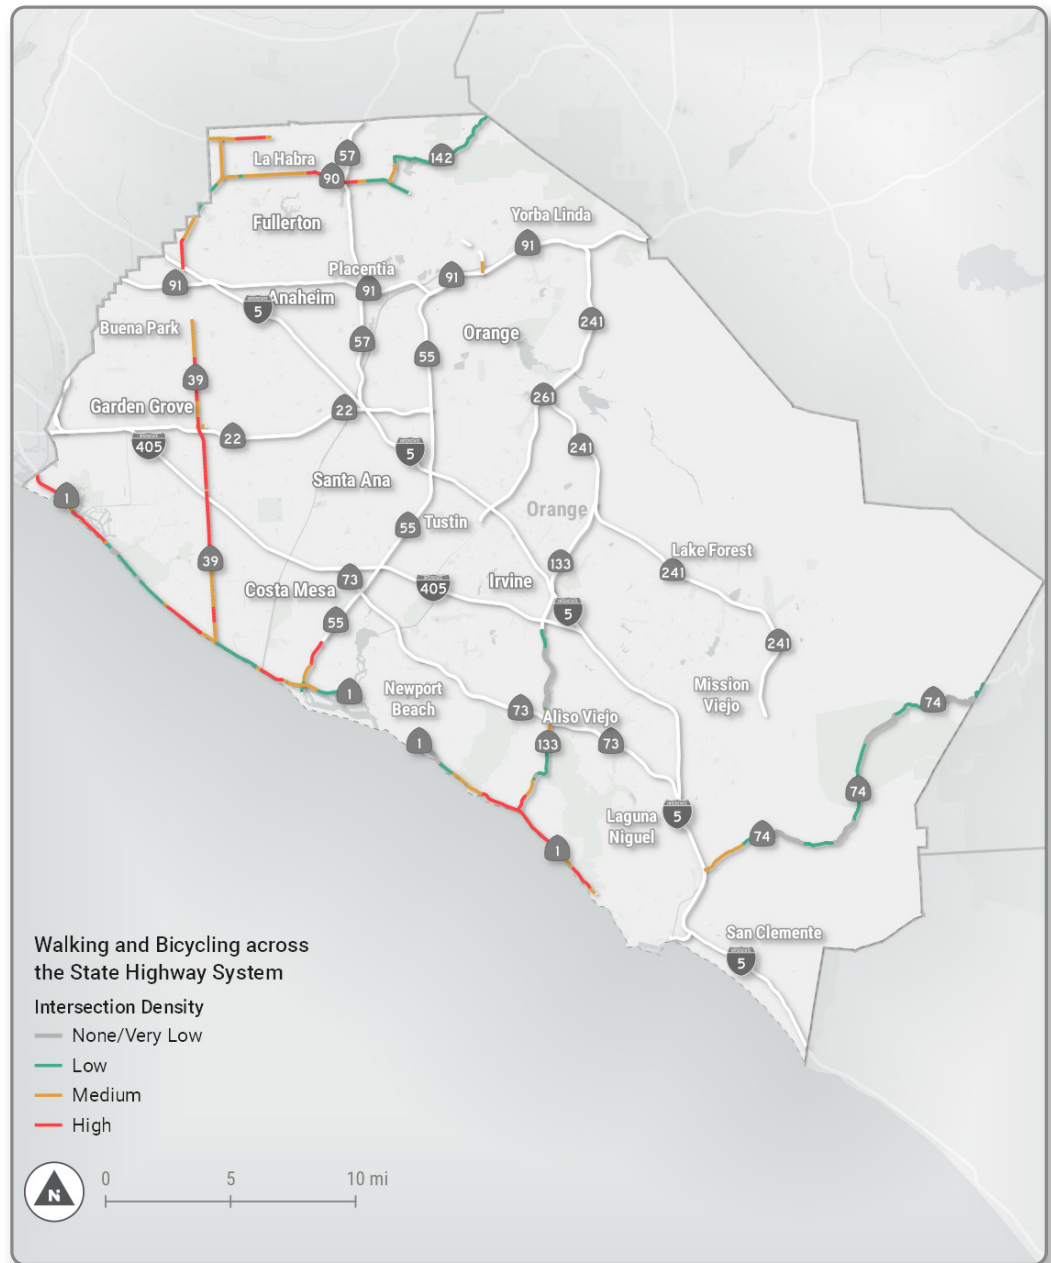 57
La Habra
142
90
Yorba Linda
Fullerton
91
Placentia
91
91
91
5
Anaheim
Buena Park
241
Orange
57
55
39
261
Garden Grove
22
22
405
241
5
Santa Ana
1
Orange
55
Tustin
Lake Forest
39
133
241
73
Irvine
Costa Mesa
405
5
55
241
Newport
Beach
1
Mission
Viejo
74
73
Aliso Viejo
1
133
73
74
Laguna
Niguel
5
74
1
San Clemente
5
Walking and Bicycling across
the State Highway System
Intersection Density
None/Very Low
Low
Medium
High
N
0 5 10 mi